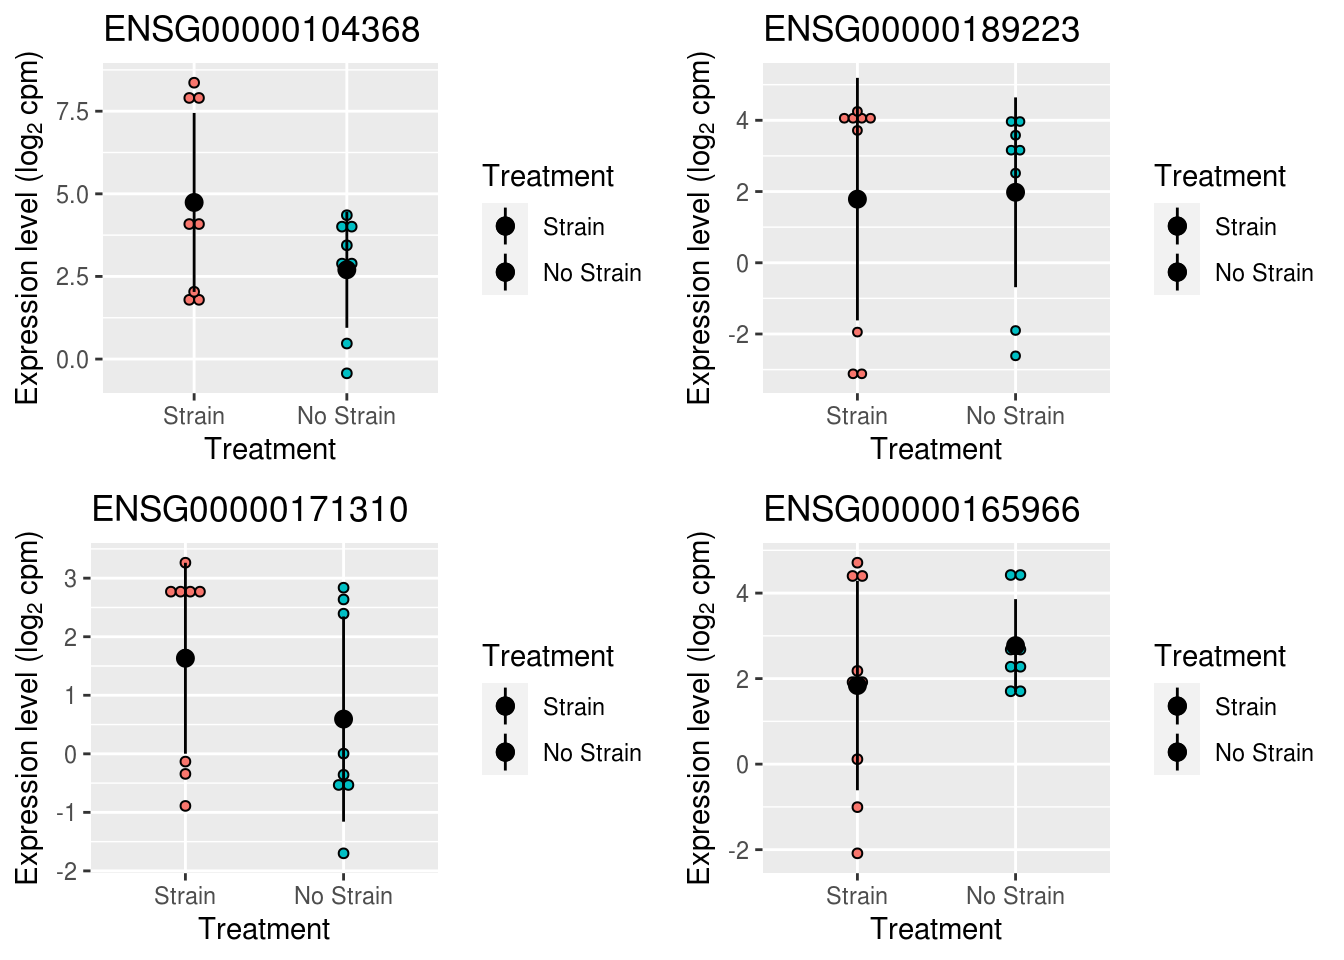 ENSG00000104368
Expression level (log2 cpm)
7.5
5.0
2.5
0.0
Strain
No Strain
Treatment
Treatment
Strain
No Strain
ENSG00000189223
Expression level (log2 cpm)
4
2
0
-2
Strain
No Strain
Treatment
Treatment
Strain
No Strain
ENSG00000171310
Expression level (log2 cpm)
3
2
1
0
-1
-2
Strain
No Strain
Treatment
Treatment
Strain
No Strain
ENSG00000165966
Expression level (log2 cpm)
4
2
0
-2
Strain
No Strain
Treatment
Treatment
Strain
No Strain